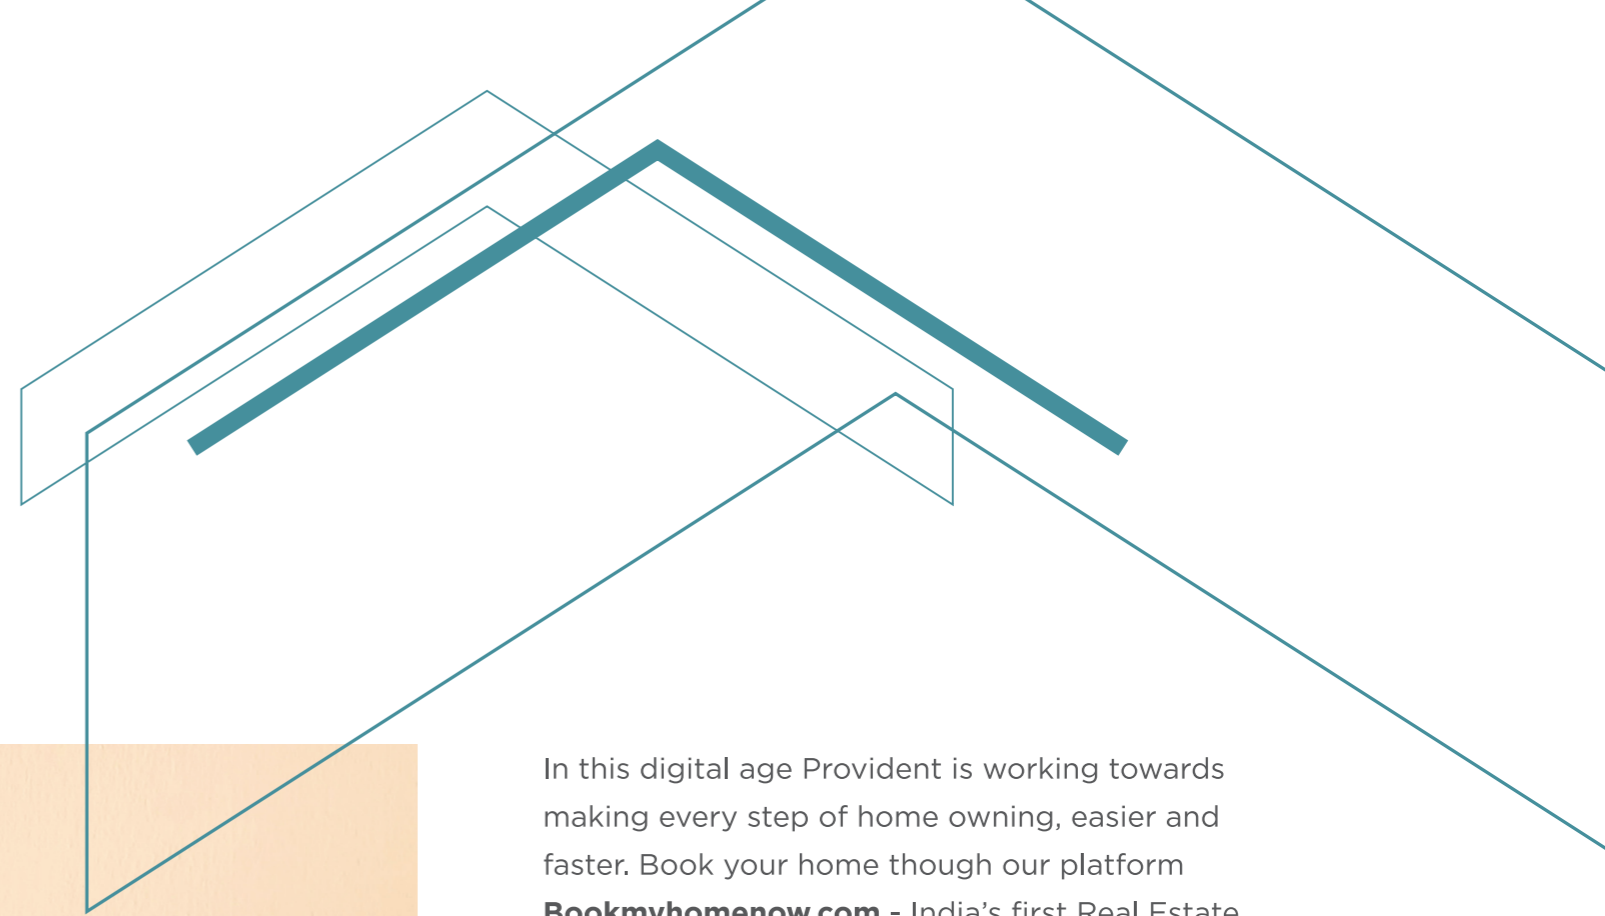 In this digital age Provident is working towards
making every step of home owning, easier and
faster. Book your home though our platform
Bookmyhomenow.com - India’s first Real Estate